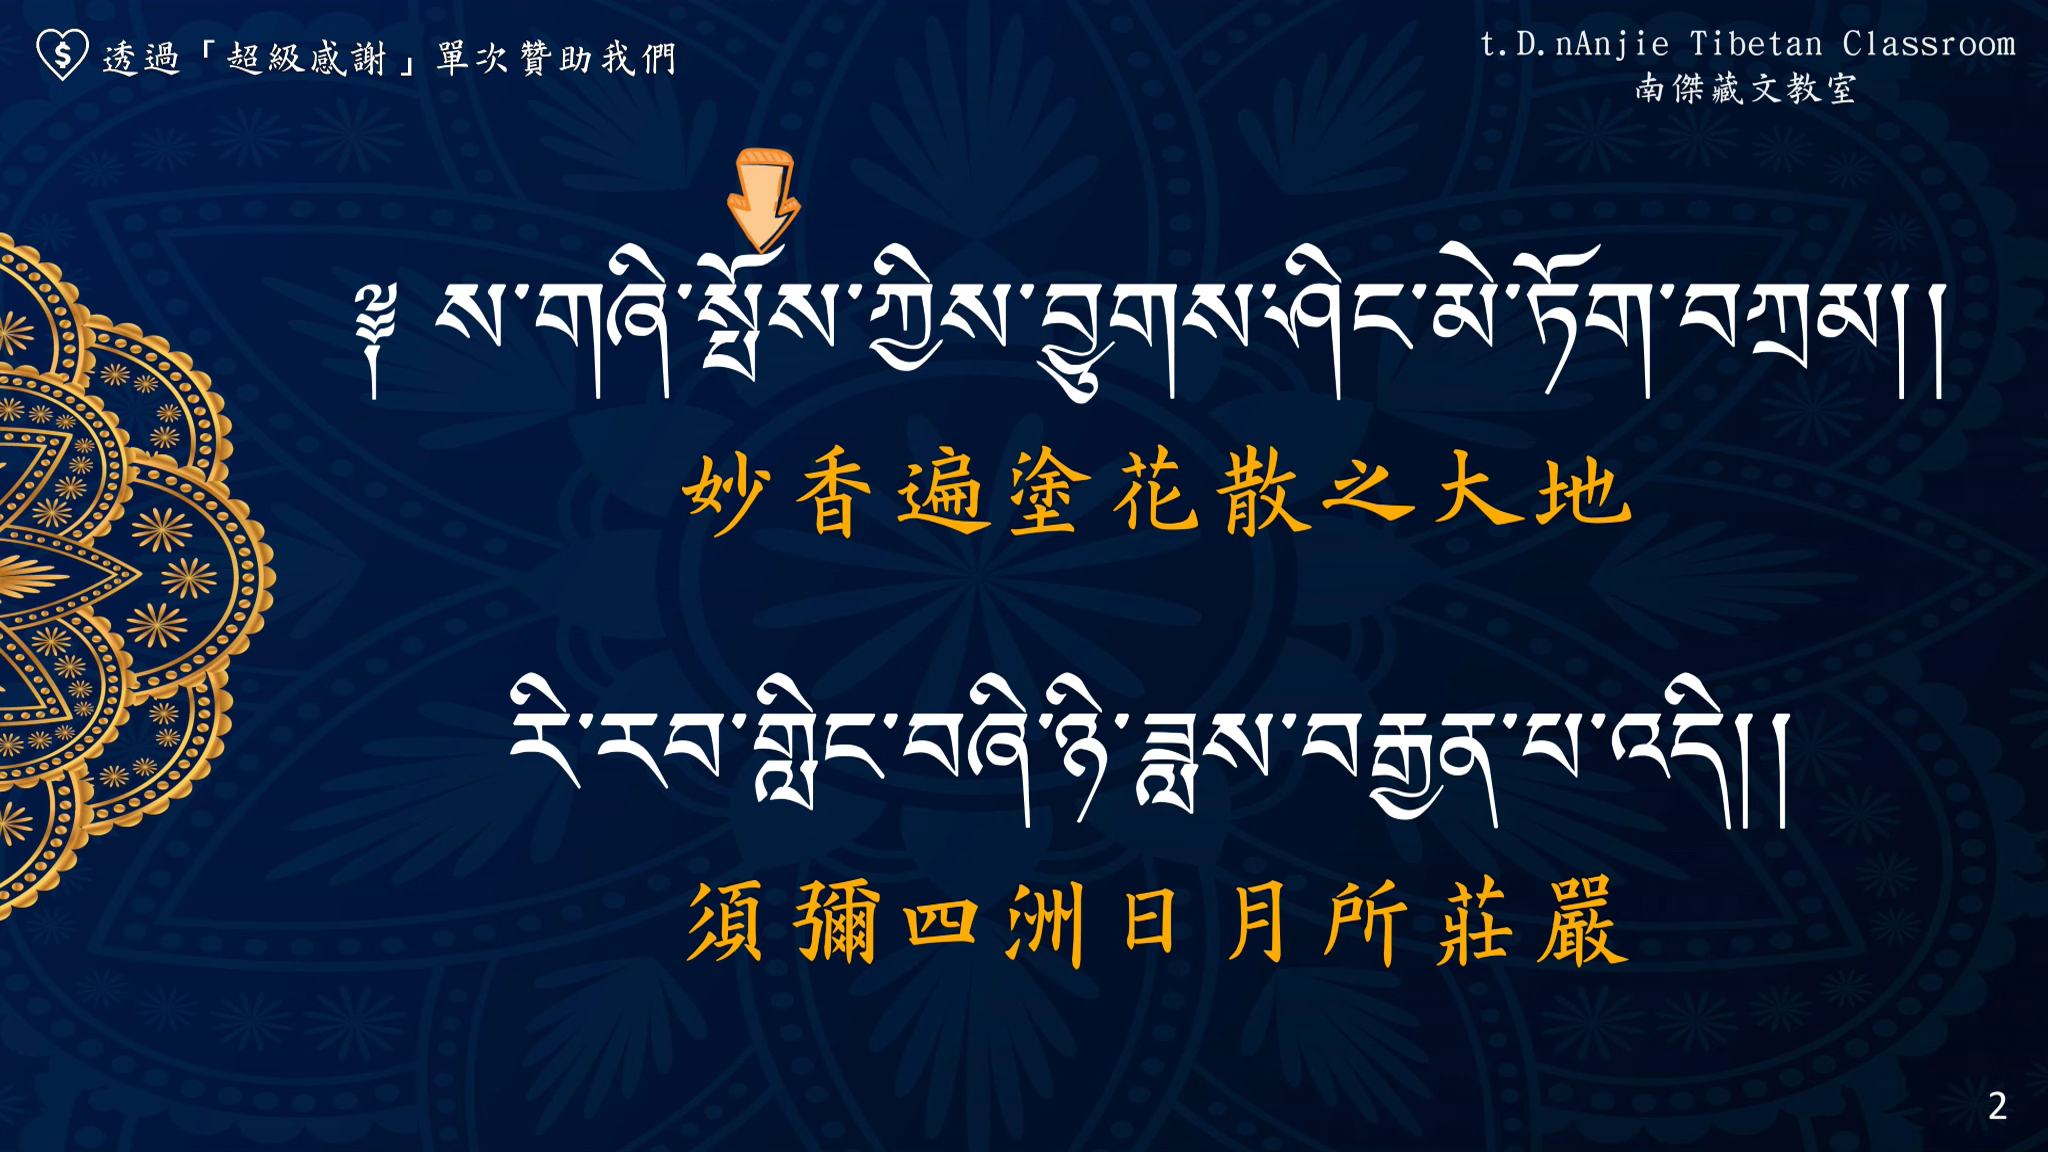 透過「超級感謝」單次贊助我們
t.D.nAnjie Tibetan Classroom
南傑藏文教室
༈ ས་གཞི་སྤོས་ཀྱིས་བྱུགས་ཤིང་མེ་ཏོག་བཀྲམ།།
妙香遍塗花散之大地
རི་རབ་གླིང་བཞི་ཉི་ཟླས་བརྒྱན་པ་འདི།།
須彌四洲日月所莊嚴
2